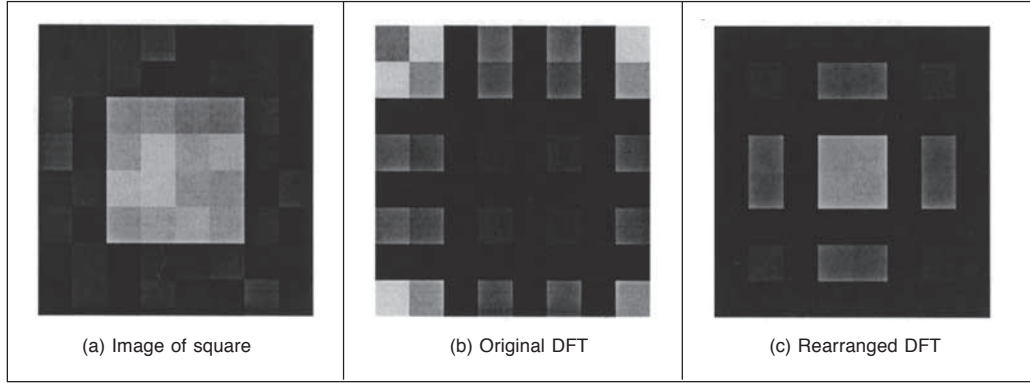 (a) Image of square
(b) Original DFT
(c) Rearranged DFT